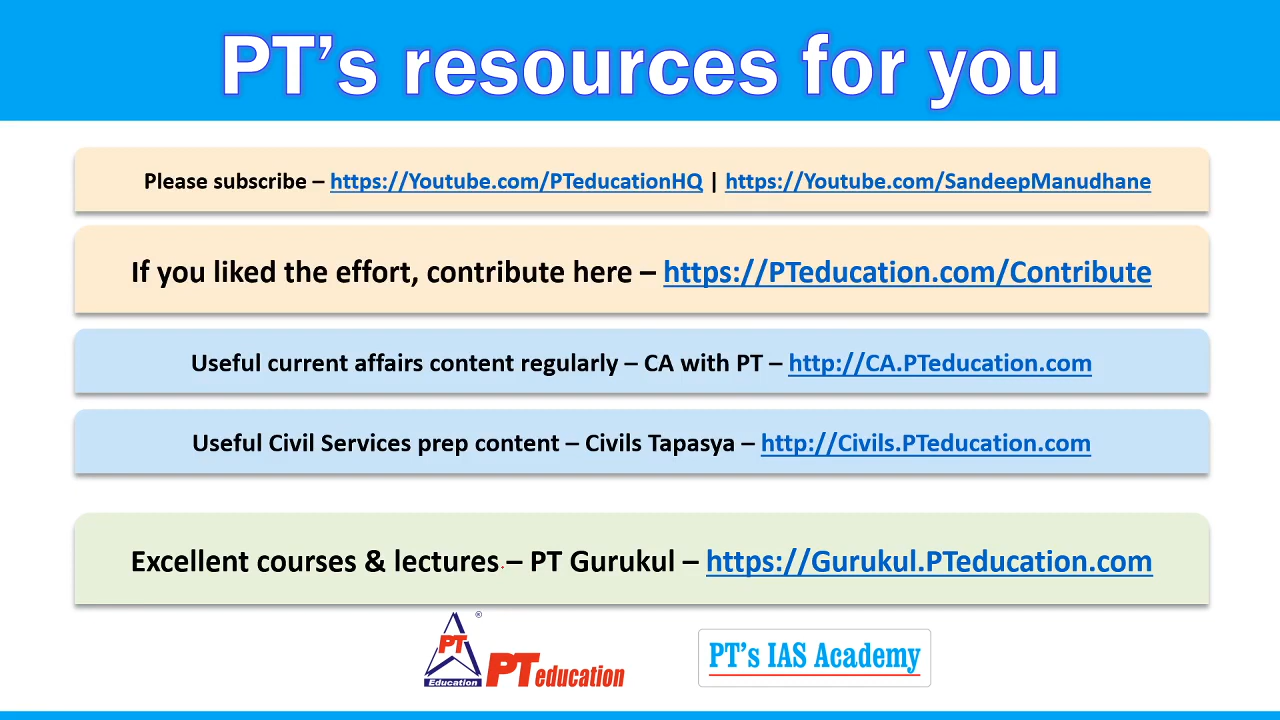 PT's resources for you
Please subscribe – https://Youtube.com/PTeducationHQ | https://Youtube.com/SandeepManudhane
If you liked the effort, contribute here – https://PTeducation.com/Contribute
Useful current affairs content regularly – CA with PT – http://CA.PTeducation.com
Useful Civil Services prep content – Civils Tapasya – http://Civils.PTeducation.com
Excellent courses & lectures – PT Gurukul – https://Gurukul.PTeducation.com
®
PT
Education
PT education
PT's IAS Academy